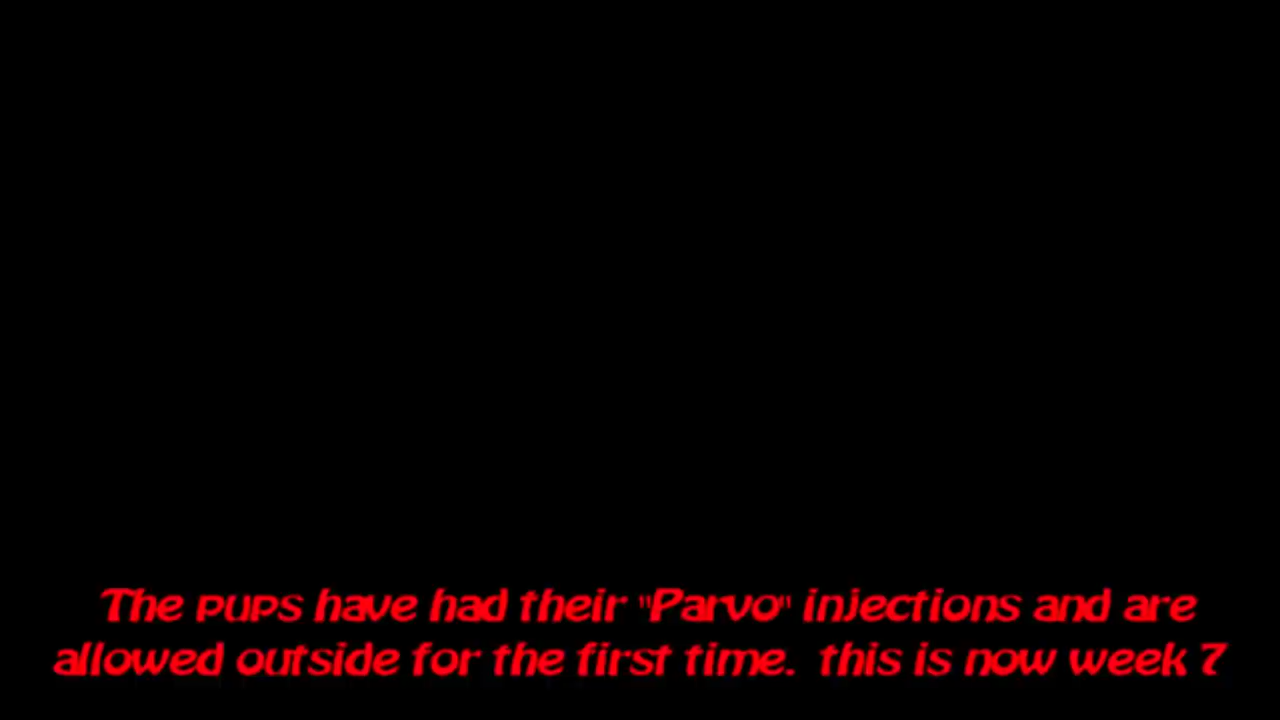 The pups have had their "Parvo" injections and are
allowed outside for the first time.  this is now week 7